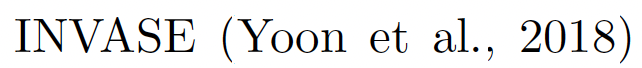 INVASE (Yoon et al., 2018)